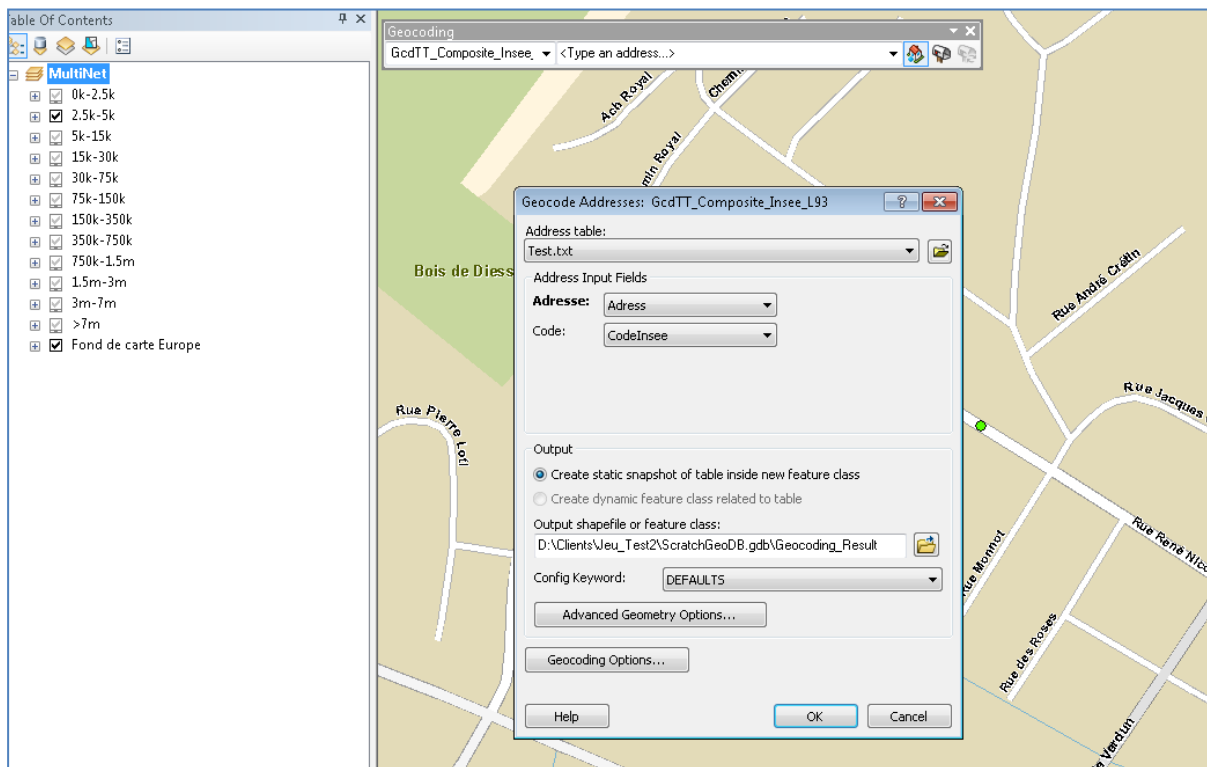 able Of Contents
MultiNet
0k-2.5k
2.5k-5k
5k-15k
15k-30k
30k-75k
75k-150k
150k-350k
350k-750k
750k-1.5m
1.5m-3m
3m-7m
>7m
Fond de carte Europe
Geocoding
GcdTT_Composite_Insee_
<Type an address...>
Ach Royal
Chemin
min Royal
Bois de Diess
Rue André Crétin
Rue Pierre Loti
Rue Jacques
Rue René Nico
Rue Monnot
Rue des Roses
Verdun
Geocode Addresses: GcdTT_Composite_Insee_L93
Address table:
Test.txt
Address Input Fields
Adresse:
Adress
Code:
CodeInsee
Output
Create static snapshot of table inside new feature class
Create dynamic feature class related to table
Output shapefile or feature class:
D:\Clients\Jeu_Test2\ScratchGeoDB.gdb\Geocoding_Result
Config Keyword:
DEFAULTS
Advanced Geometry Options...
Geocoding Options...
Help
OK
Cancel